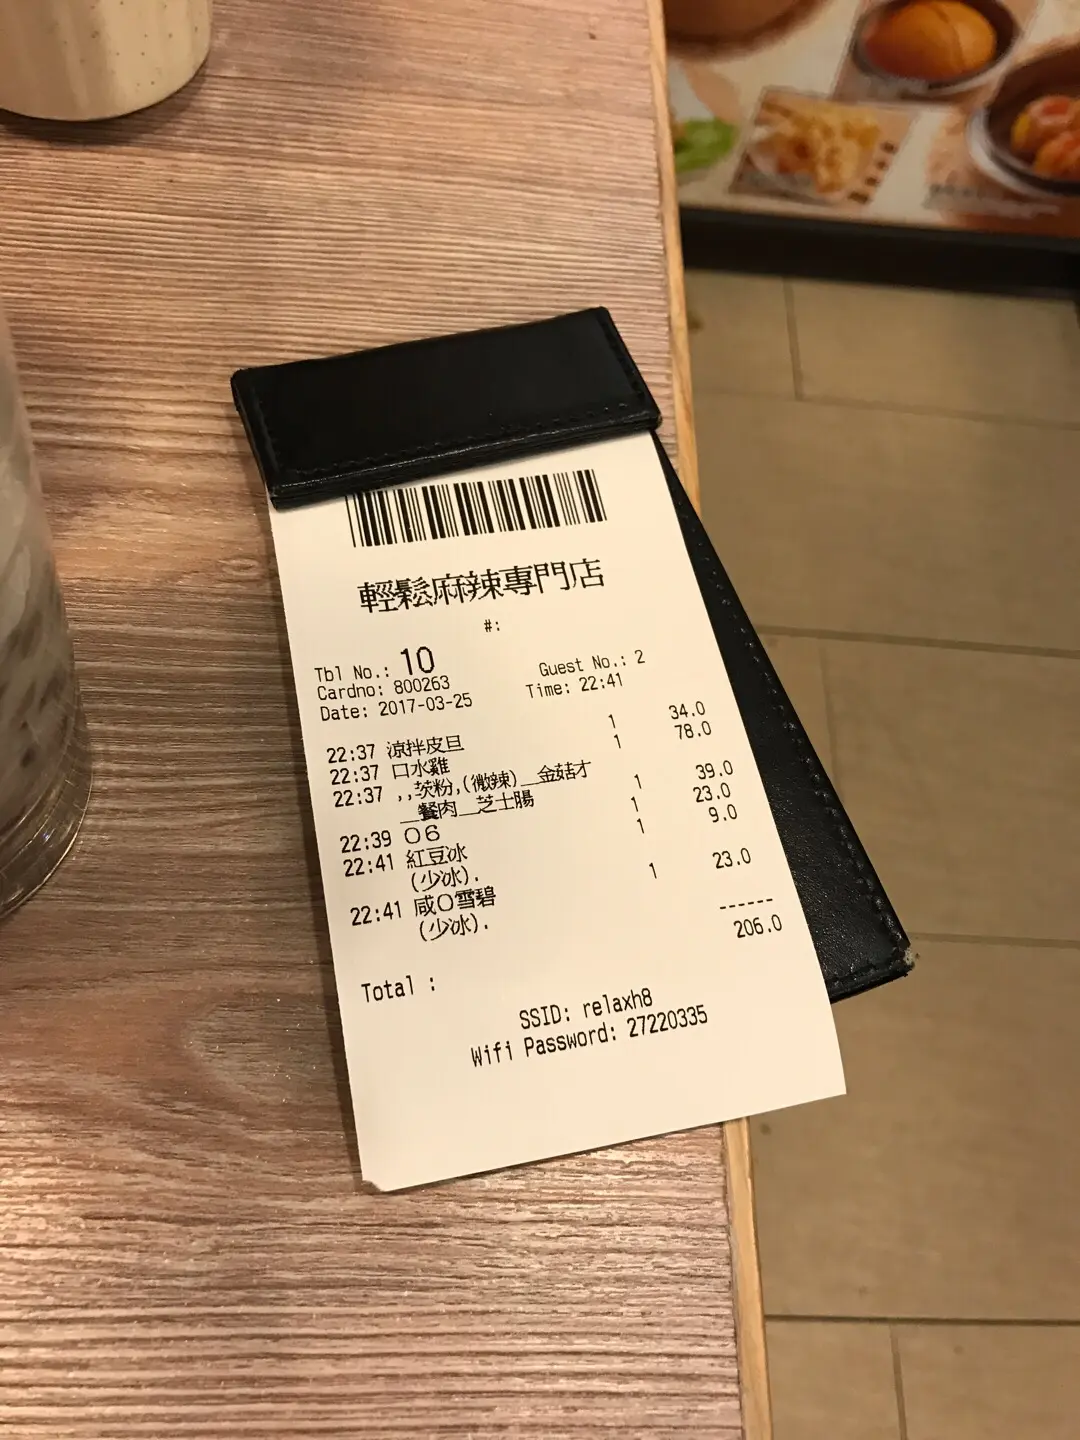 輕鬆麻辣專門店
#:
Tbl No.: 10 Guest No.: 2
Cardno: 800263 Time: 22:41
Date: 2017-03-25
22:37 涼拌皮旦 1 34.0
22:37 口水雞 1 78.0
22:37 ,,茨粉,(微辣)__金菇才
__餐肉__芝士腸 1 39.0
22:39 O6 1 23.0
22:41 紅豆冰 1 9.0
(少冰).
22:41 咸O雪碧 1 23.0
(少冰).
------
Total : 206.0
SSID: relaxh8
Wifi Password: 27220335